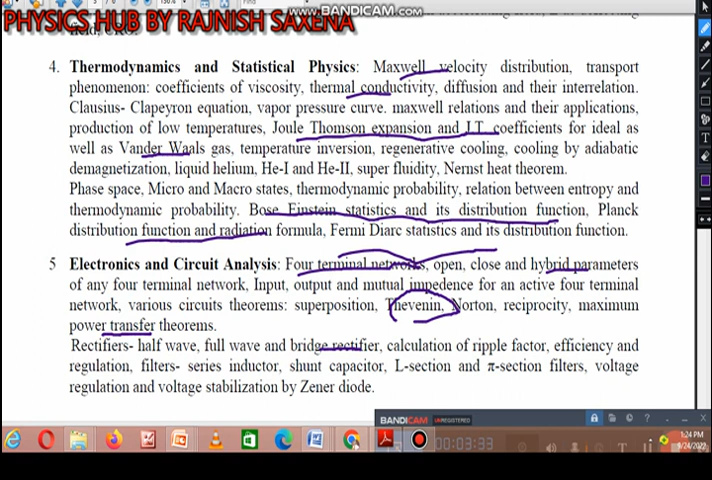 PHYSICS HUB BY RAJNISH SAXENA
www.BANDICAM.com
4. Thermodynamics and Statistical Physics: Maxwell velocity distribution, transport
phenomenon: coefficients of viscosity, thermal conductivity, diffusion and their interrelation.
Clausius- Clapeyron equation, vapor pressure curve. maxwell relations and their applications,
production of low temperatures, Joule Thomson expansion and J.T. coefficients for ideal as
well as Vander Waals gas, temperature inversion, regenerative cooling, cooling by adiabatic
demagnetization, liquid helium, He-I and He-II, super fluidity, Nernst heat theorem.
Phase space, Micro and Macro states, thermodynamic probability, relation between entropy and
thermodynamic probability. Bose Einstein statistics and its distribution function, Planck
distribution function and radiation formula, Fermi Diarc statistics and its distribution function.
5 Electronics and Circuit Analysis: Four terminal networks, open, close and hybrid parameters
of any four terminal network, Input, output and mutual impedence for an active four terminal
network, various circuits theorems: superposition, Thevenin, Norton, reciprocity, maximum
power transfer theorems.
Rectifiers- half wave, full wave and bridge rectifier, calculation of ripple factor, efficiency and
regulation, filters- series inductor, shunt capacitor, L-section and π-section filters, voltage
regulation and voltage stabilization by Zener diode.
BANDICAM UNREGISTERED
00:03:33
1:24 PM
9/24/2022